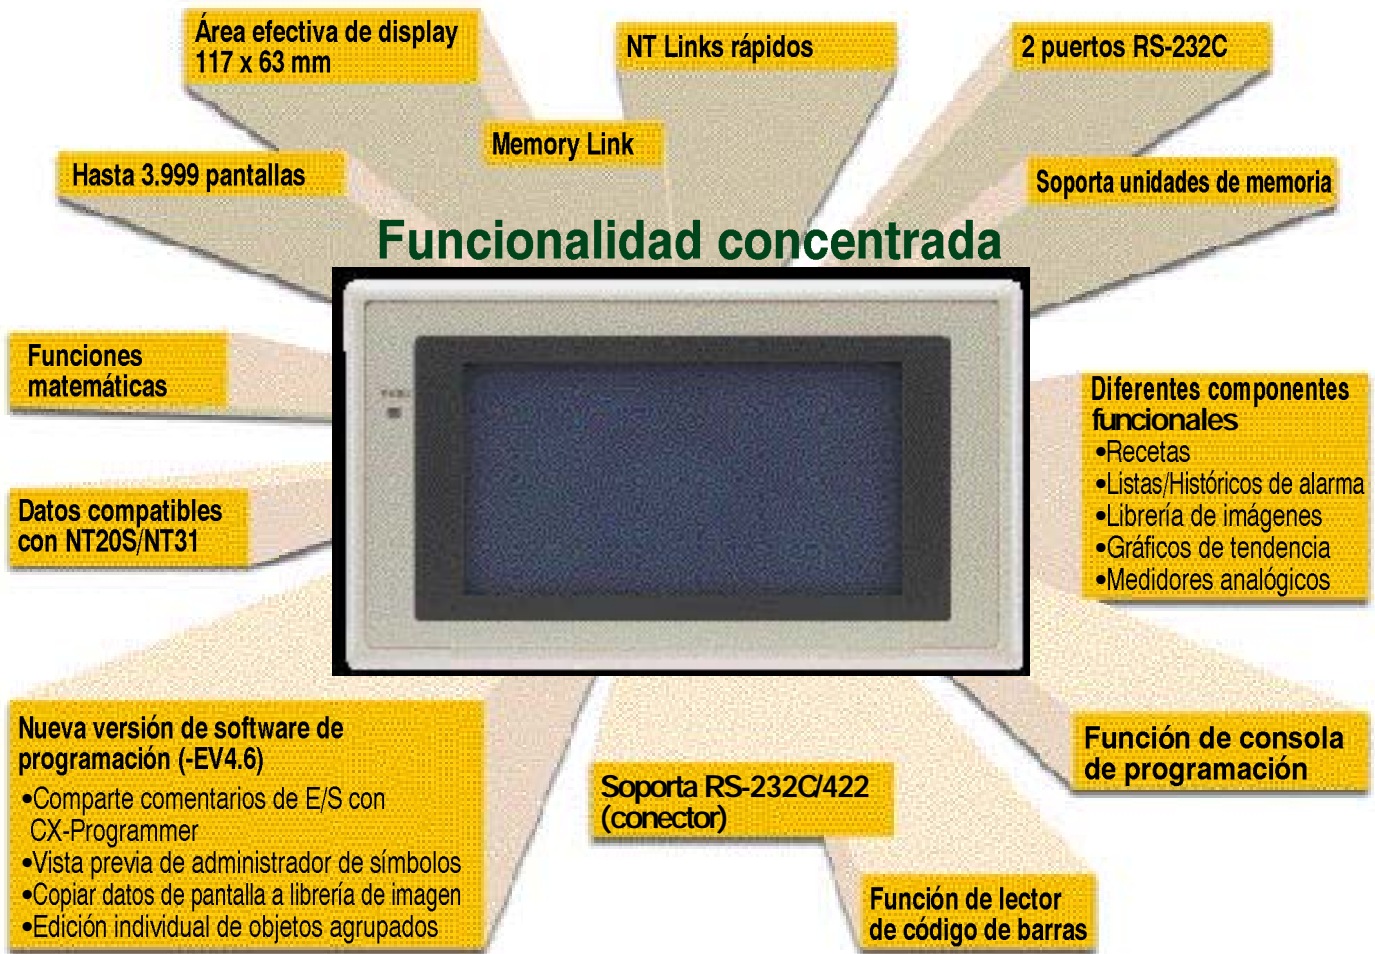 Área efectiva de display
117 x 63 mm
NT Links rápidos
2 puertos RS-232C
Memory Link
Hasta 3.999 pantallas
Soporta unidades de memoria
Funcionalidad concentrada
Funciones
matemáticas
Diferentes componentes
funcionales
•Recetas
•Listas/Históricos de alarma
•Librería de imágenes
•Gráficos de tendencia
•Medidores analógicos
Datos compatibles
con NT20S/NT31
Nueva versión de software de
programación (-EV4.6)
•Comparte comentarios de E/S con
CX-Programmer
•Vista previa de administrador de símbolos
•Copiar datos de pantalla a librería de imagen
•Edición individual de objetos agrupados
Soporta RS-232C/422
(conector)
Función de consola
de programación
Función de lector
de código de barras